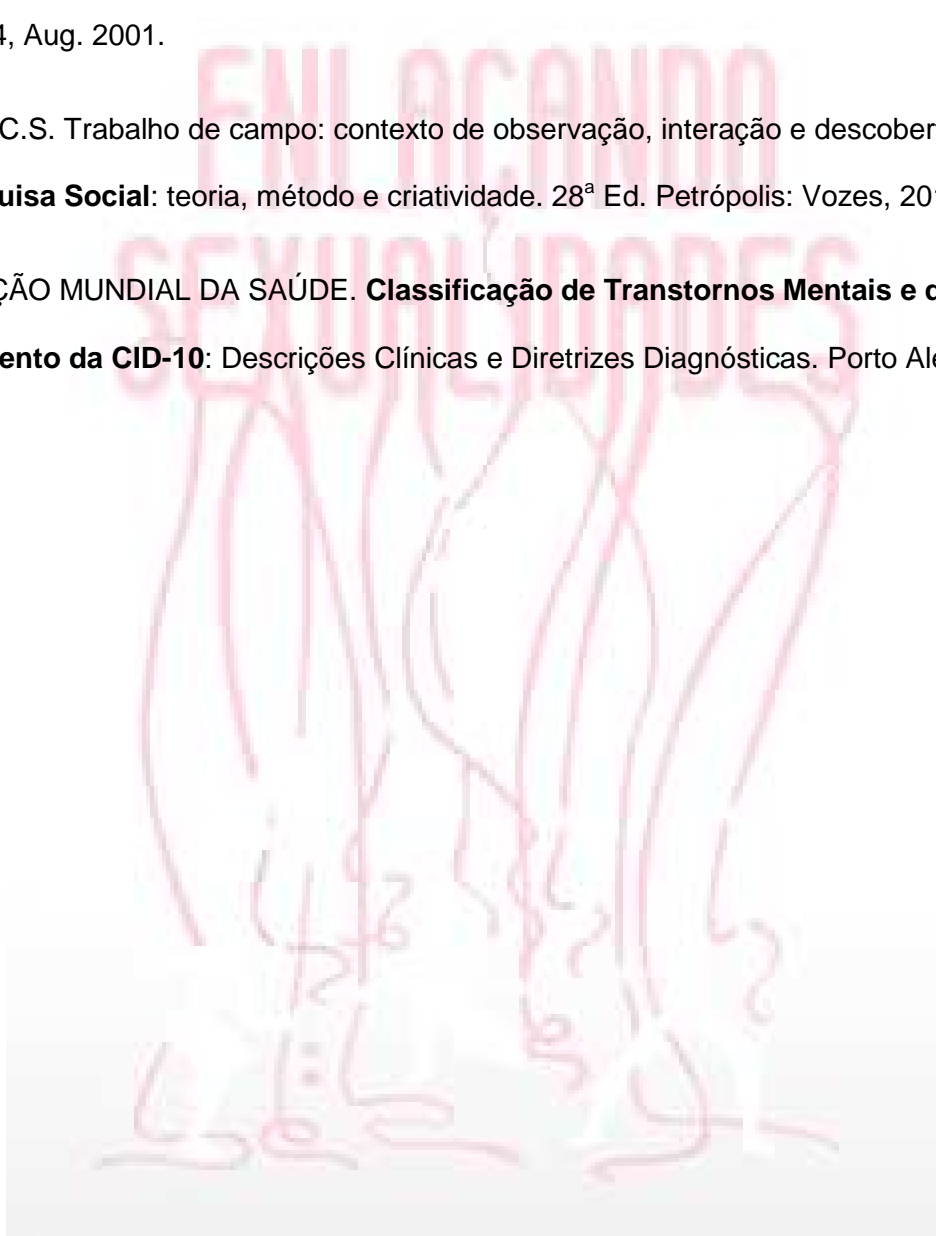 4, Aug. 2001.
ENLAÇANDO
C.S. Trabalho de campo: contexto de observação, interação e descober
uisa Social: teoria, método e criatividade. 28ª Ed. Petrópolis: Vozes, 20
SEXUALIDADES
ÇÃO MUNDIAL DA SAÚDE. Classificação de Transtornos Mentais e d
ento da CID-10: Descrições Clínicas e Diretrizes Diagnósticas. Porto Ale